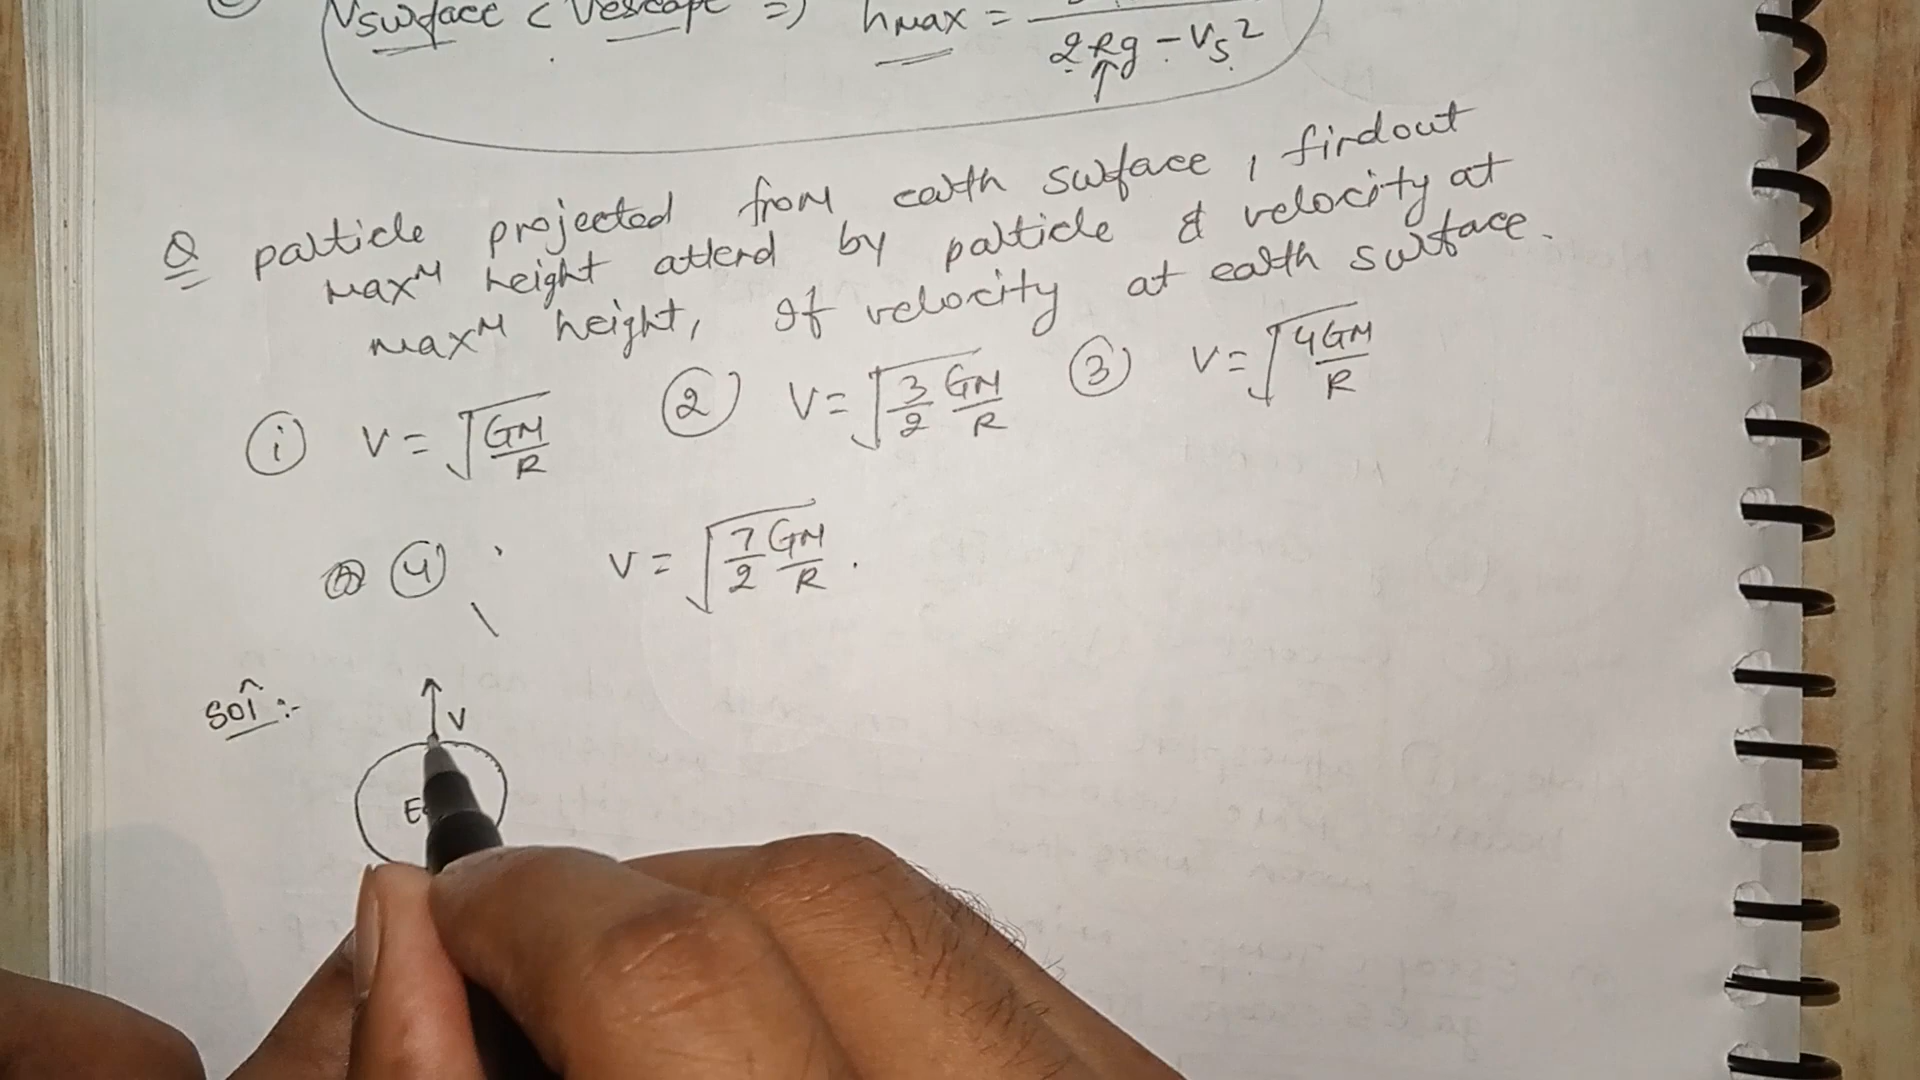 Vsurface < Vescape ⇒ hmax =
2Rg - Vs²
Q particle projected from earth surface, findout
maxᴹ height attend by particle & velocity at
maxᴹ height, If velocity at earth surface.
① V = √GM/R ② V = √3/2 GM/R ③ V = √4GM/R
④ V = √7/2 GM/R .
Sol̂ :-
V